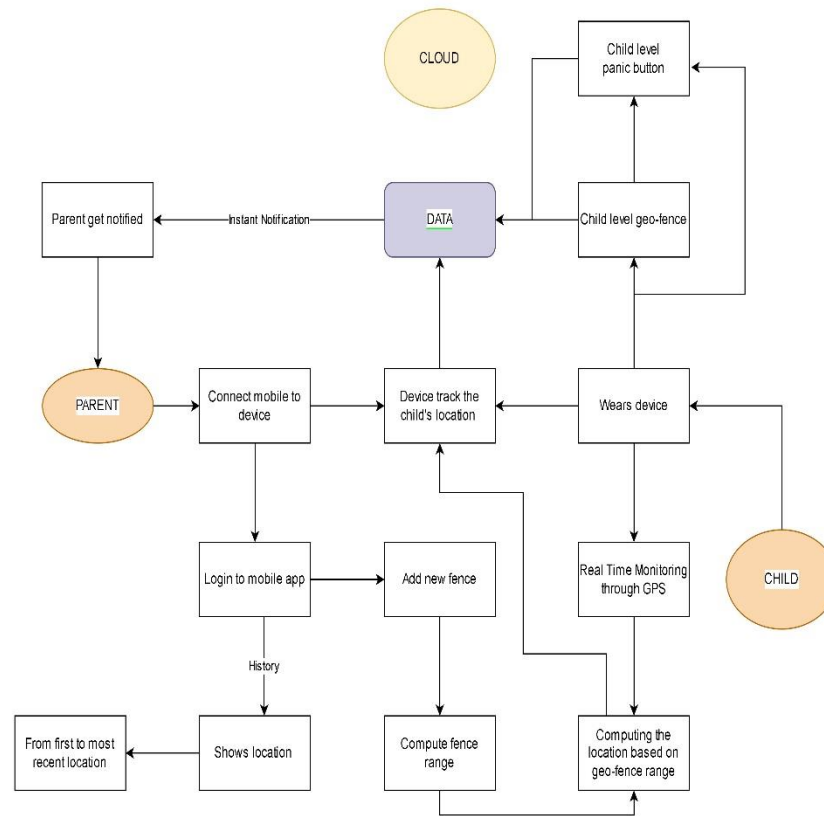 CLOUD
Child level
panic button
Parent get notified
Instant Notification
DATA
Child level geo-fence
PARENT
Connect mobile to
device
Device track the
child's location
Wears device
Login to mobile app
Add new fence
Real Time Monitoring
through GPS
CHILD
History
From first to most
recent location
Shows location
Compute fence
range
Computing the
location based on
geo-fence range